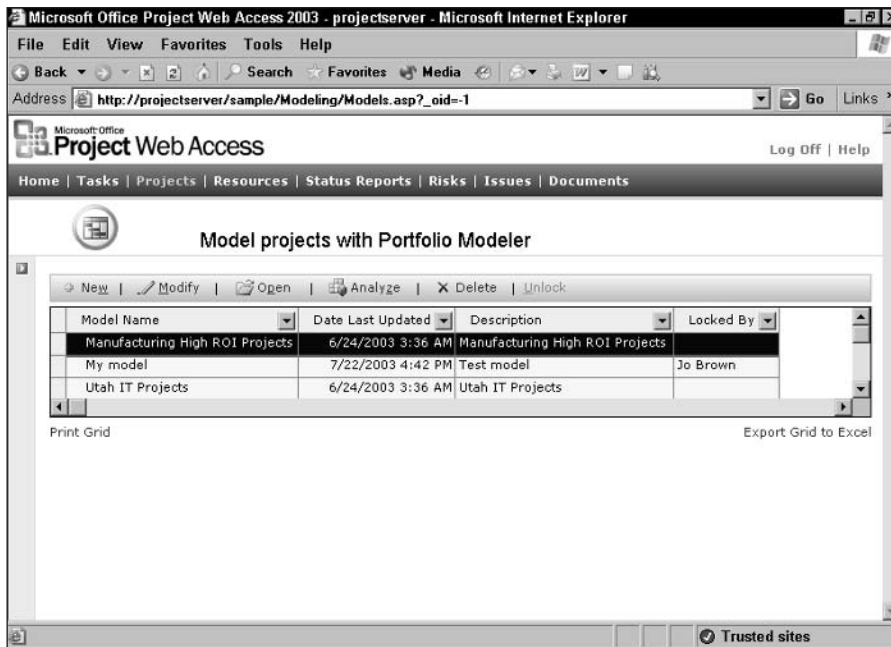 Microsoft Office Project Web Access 2003 - projectserver - Microsoft Internet Explorer
File Edit View Favorites Tools Help
Back Search Favorites Media
Address http://projectserver/sample/Modeling/Models.asp?_oid=-1 Go Links
Microsoft Office
Project Web Access
Log Off | Help
Home | Tasks | Projects | Resources | Status Reports | Risks | Issues | Documents
Model projects with Portfolio Modeler
New | Modify | Open | Analyze | Delete | Unlock
Model Name Date Last Updated Description Locked By
Manufacturing High ROI Projects 6/24/2003 3:36 AM Manufacturing High ROI Projects
My model 7/22/2003 4:42 PM Test model Jo Brown
Utah IT Projects 6/24/2003 3:36 AM Utah IT Projects
Print Grid Export Grid to Excel
Trusted sites